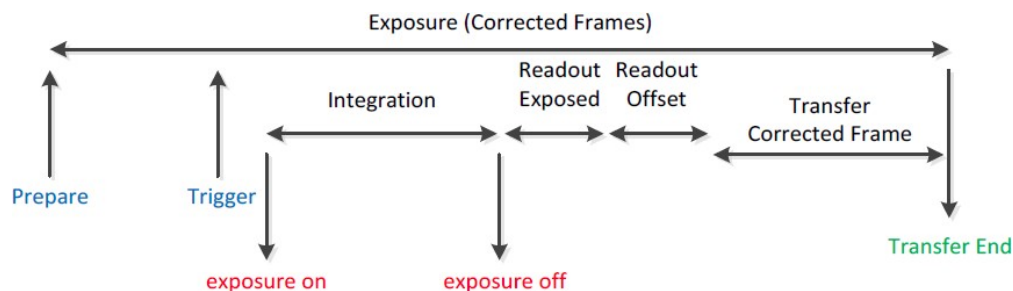 Exposure (Corrected Frames)
Readout
Exposed
Readout
Offset
Integration
Transfer
Corrected Frame
Prepare
Trigger
Transfer End
exposure on
exposure off